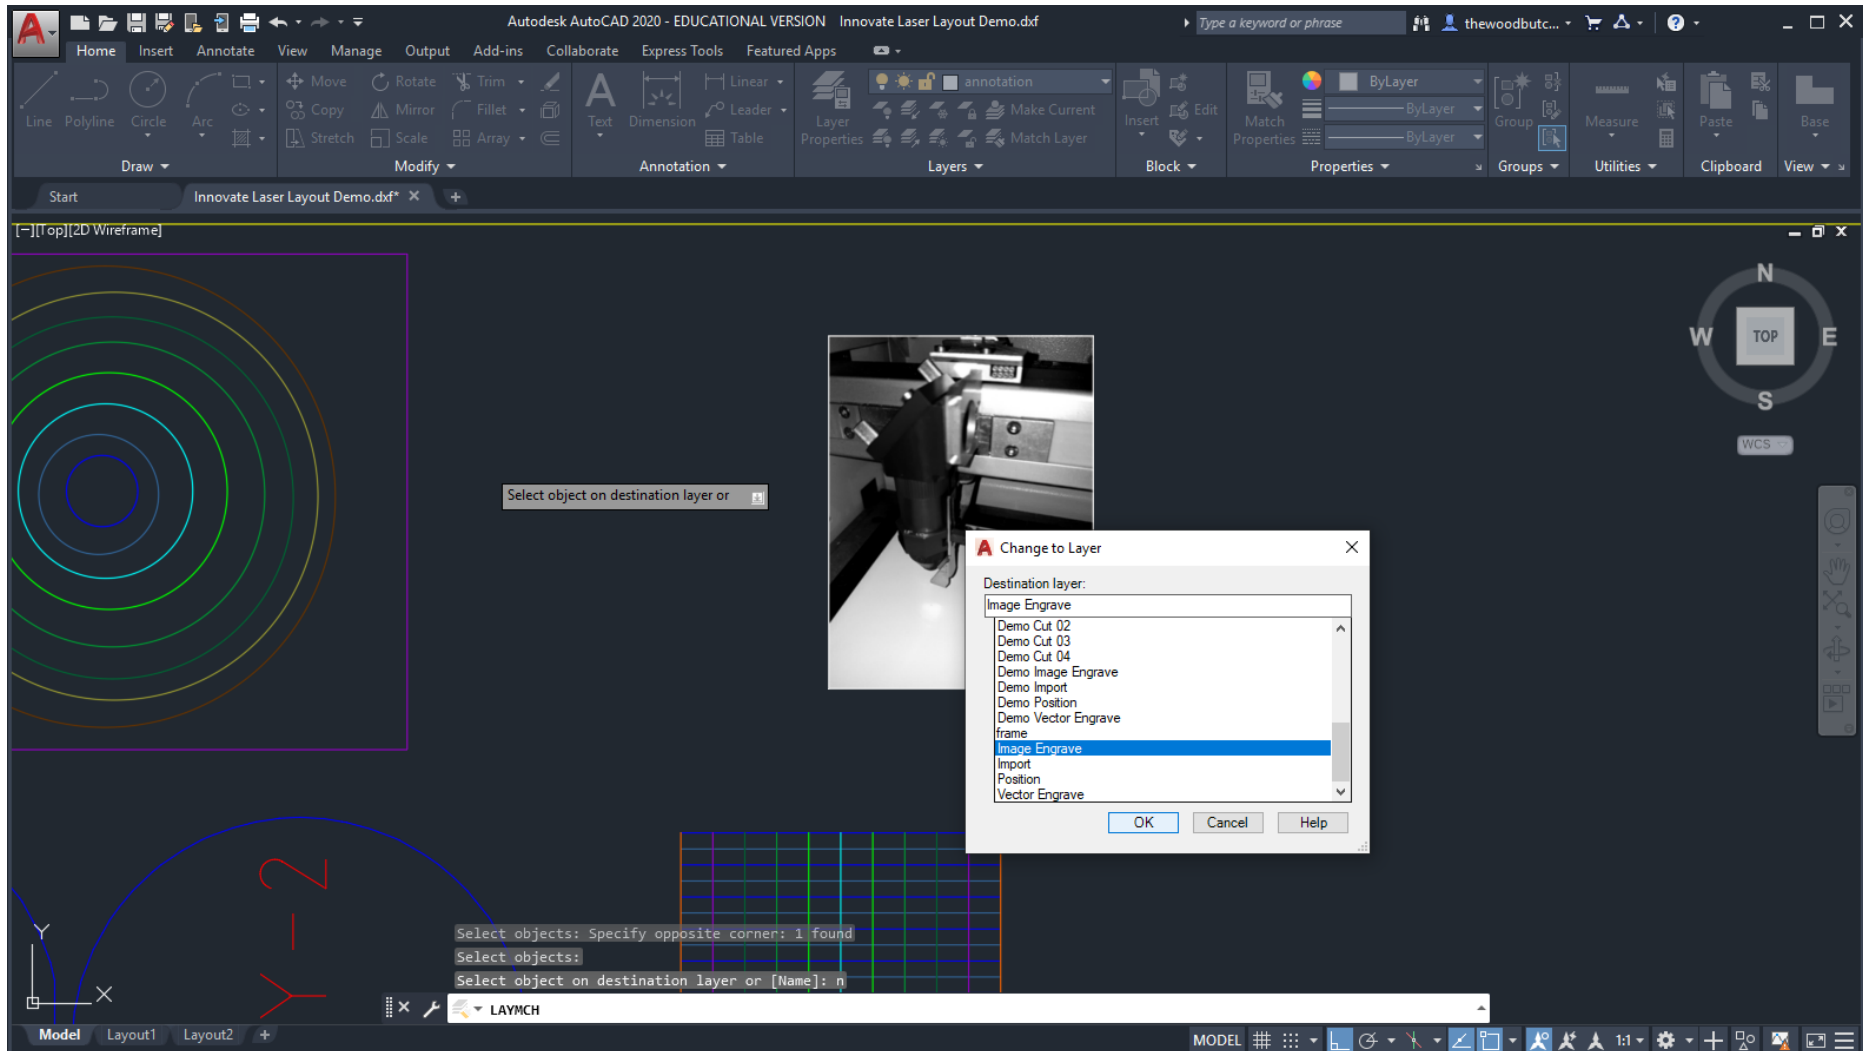 Autodesk AutoCAD 2020 - EDUCATIONAL VERSION Innovate Laser Layout Demo.dxf
Type a keyword or phrase
thewoodbutc...
Home Insert Annotate View Manage Output Add-ins Collaborate Express Tools Featured Apps
Line Polyline Circle Arc
Move Rotate Trim
Copy Mirror Fillet
Stretch Scale Array
Text Dimension
Linear
Leader
Table
Layer Properties
annotation
Make Current
Match Layer
Insert
Edit
Match Properties
ByLayer
ByLayer
ByLayer
Group
Measure
Paste
Base
Draw Modify Annotation Layers Block Properties Groups Utilities Clipboard View
Start Innovate Laser Layout Demo.dxf*
[−][Top][2D Wireframe]
N
W TOP E
S
WCS
Select object on destination layer or
Change to Layer
Destination layer:
Image Engrave
Demo Cut 02
Demo Cut 03
Demo Cut 04
Demo Image Engrave
Demo Import
Demo Position
Demo Vector Engrave
frame
Image Engrave
Import
Position
Vector Engrave
OK Cancel Help
Y-2
Y
X
Select objects: Specify opposite corner: 1 found
Select objects:
Select object on destination layer or [Name]: n
LAYMCH
Model Layout1 Layout2 +
MODEL 1:1